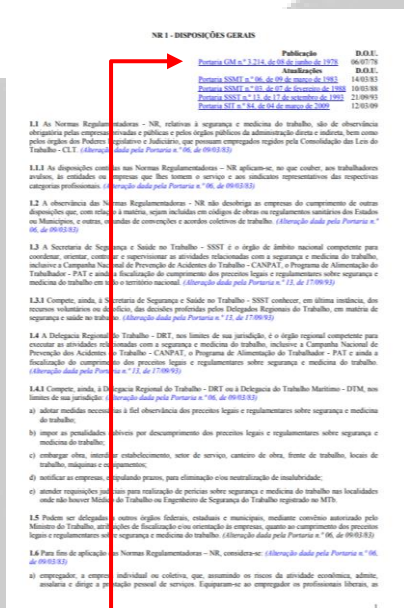 NR 1 - DISPOSIÇÕES GERAIS
Publicação D.O.U.
Portaria GM n.º 3.214, de 08 de junho de 1978 06/07/78
Atualizações D.O.U.
Portaria SSMT n.º 06, de 09 de março de 1983 14/03/83
Portaria SSMT n.º 03, de 07 de fevereiro de 1988 10/03/88
Portaria SSST n.º 13, de 17 de setembro de 1993 21/09/93
Portaria SIT n.º 84, de 04 de março de 2009 12/03/09
1.1 As Normas Regulamentadoras - NR, relativas à segurança e medicina do trabalho, são de observância
obrigatória pelas empresas privadas e públicas e pelos órgãos públicos da administração direta e indireta, bem como
pelos órgãos dos Poderes Legislativo e Judiciário, que possuam empregados regidos pela Consolidação das Leis do
Trabalho - CLT. (Alteração dada pela Portaria n.º 06, de 09/03/83)
1.1.1 As disposições contidas nas Normas Regulamentadoras – NR aplicam-se, no que couber, aos trabalhadores
avulsos, às entidades ou empresas que lhes tomem o serviço e aos sindicatos representativos das respectivas
categorias profissionais. (Alteração dada pela Portaria n.º 06, de 09/03/83)
1.2 A observância das Normas Regulamentadoras - NR não desobriga as empresas do cumprimento de outras
disposições que, com relação à matéria, sejam incluídas em códigos de obras ou regulamentos sanitários dos Estados
ou Municípios, e outras, oriundas de convenções e acordos coletivos de trabalho. (Alteração dada pela Portaria n.º
06, de 09/03/83)
1.3 A Secretaria de Segurança e Saúde no Trabalho - SSST é o órgão de âmbito nacional competente para
coordenar, orientar, controlar e supervisionar as atividades relacionadas com a segurança e medicina do trabalho,
inclusive a Campanha Nacional de Prevenção de Acidentes do Trabalho - CANPAT, o Programa de Alimentação do
Trabalhador - PAT e ainda a fiscalização do cumprimento dos preceitos legais e regulamentares sobre segurança e
medicina do trabalho em todo o território nacional. (Alteração dada pela Portaria n.º 13, de 17/09/93)
1.3.1 Compete, ainda, à Secretaria de Segurança e Saúde no Trabalho - SSST conhecer, em última instância, dos
recursos voluntários ou de ofício, das decisões proferidas pelos Delegados Regionais do Trabalho, em matéria de
segurança e saúde no trabalho. (Alteração dada pela Portaria n.º 13, de 17/09/93)
1.4 A Delegacia Regional do Trabalho - DRT, nos limites de sua jurisdição, é o órgão regional competente para
executar as atividades relacionadas com a segurança e medicina do trabalho, inclusive a Campanha Nacional de
Prevenção dos Acidentes do Trabalho - CANPAT, o Programa de Alimentação do Trabalhador - PAT e ainda a
fiscalização do cumprimento dos preceitos legais e regulamentares sobre segurança e medicina do trabalho.
(Alteração dada pela Portaria n.º 13, de 17/09/93)
1.4.1 Compete, ainda, à Delegacia Regional do Trabalho - DRT ou à Delegacia do Trabalho Marítimo - DTM, nos
limites de sua jurisdição: (Alteração dada pela Portaria n.º 06, de 09/03/83)
a) adotar medidas necessárias à fiel observância dos preceitos legais e regulamentares sobre segurança e medicina
do trabalho;
b) impor as penalidades cabíveis por descumprimento dos preceitos legais e regulamentares sobre segurança e
medicina do trabalho;
c) embargar obra, interditar estabelecimento, setor de serviço, canteiro de obra, frente de trabalho, locais de
trabalho, máquinas e equipamentos;
d) notificar as empresas, estipulando prazos, para eliminação e/ou neutralização de insalubridade;
e) atender requisições judiciais para realização de perícias sobre segurança e medicina do trabalho nas localidades
onde não houver Médico do Trabalho ou Engenheiro de Segurança do Trabalho registrado no MTb.
1.5 Podem ser delegadas a outros órgãos federais, estaduais e municipais, mediante convênio autorizado pelo
Ministro do Trabalho, atribuições de fiscalização e/ou orientação às empresas, quanto ao cumprimento dos preceitos
legais e regulamentares sobre segurança e medicina do trabalho. (Alteração dada pela Portaria n.º 06, de 09/03/83)
1.6 Para fins de aplicação das Normas Regulamentadoras – NR, considera-se: (Alteração dada pela Portaria n.º 06,
de 09/03/83)
a) empregador, a empresa individual ou coletiva, que, assumindo os riscos da atividade econômica, admite,
assalaria e dirige a prestação pessoal de serviços. Equiparam-se ao empregador os profissionais liberais, as
1